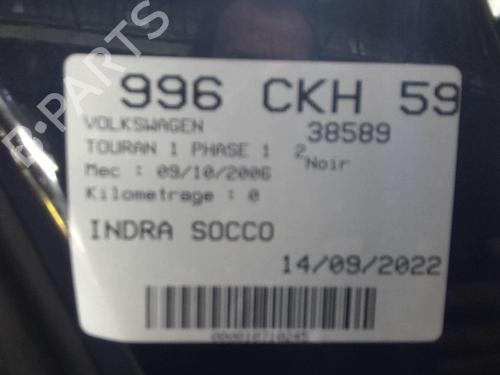 996 CKH 59
VOLKSWAGEN 38589
TOURAN 1 PHASE 1 2
Noir
Mec : 09/10/2006
Kilometrage : 0
INDRA SOCCO
14/09/2022
B-PARTS